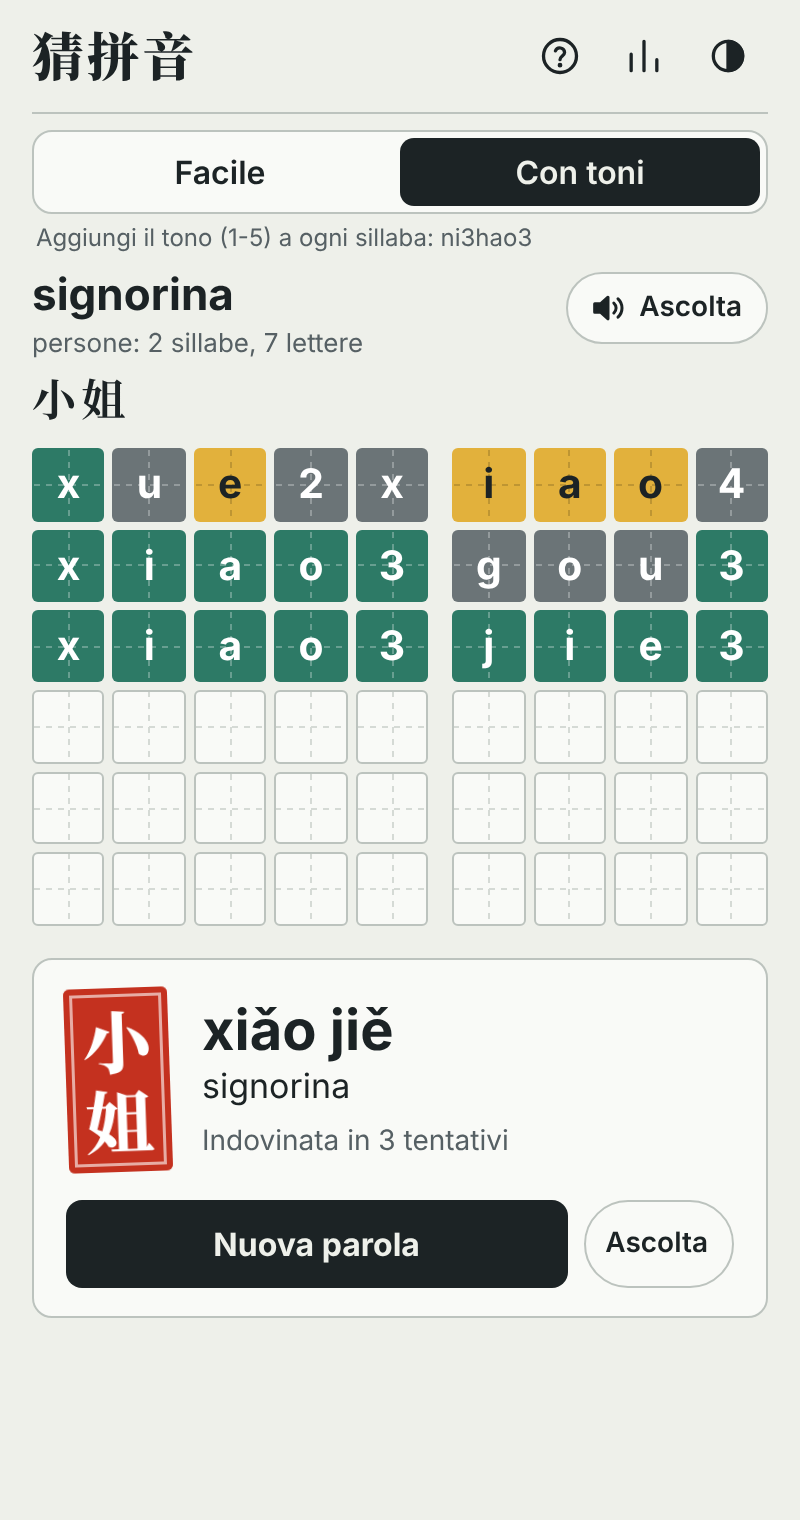 猜拼音
Facile Con toni
Aggiungi il tono (1-5) a ogni sillaba: ni3hao3
signorina
Ascolta
persone: 2 sillabe, 7 lettere
小姐
x u e 2 x i a o 4
x i a o 3 g o u 3
x i a o 3 j i e 3
小姐
xiǎo jiě
signorina
Indovinata in 3 tentativi
Nuova parola Ascolta